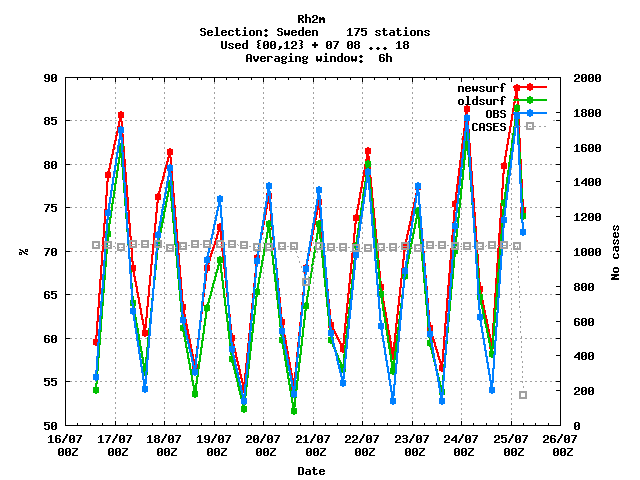 Rh2m
Selection: Sweden    175 stations
Used {00,12} + 07 08 ... 18
Averaging window:  6h
newsurf
oldsurf
OBS
CASES
90
85
80
75
70
65
60
55
50
%
2000
1800
1600
1400
1200
1000
800
600
400
200
0
No cases
16/07 17/07 18/07 19/07 20/07 21/07 22/07 23/07 24/07 25/07 26/07
00Z 00Z 00Z 00Z 00Z 00Z 00Z 00Z 00Z 00Z 00Z
Date